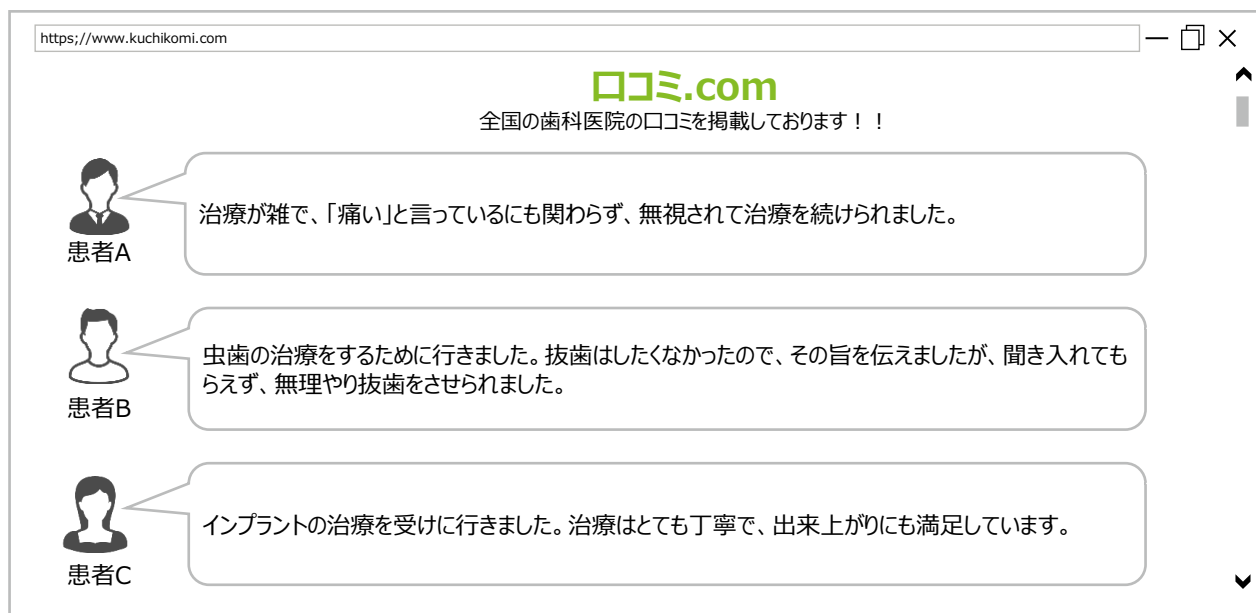 https;//www.kuchikomi.com
口コミ.com
全国の歯科医院の口コミを掲載しております！！
治療が雑で、「痛い」と言っているにも関わらず、無視されて治療を続けられました。
患者A
虫歯の治療をするために行きました。抜歯はしたくなかったので、その旨を伝えましたが、聞き入れても
らえず、無理やり抜歯をさせられました。
患者B
インプラントの治療を受けに行きました。治療はとても丁寧で、出来上がりにも満足しています。
患者C